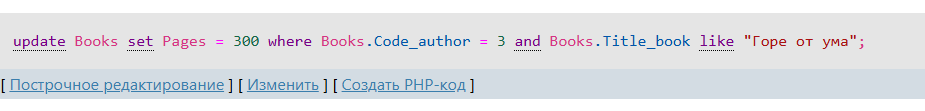 update Books set Pages = 300 where Books.Code_author = 3 and Books.Title_book like "Горе от ума";
[ Построчное редактирование ] [ Изменить ] [ Создать PHP-код ]